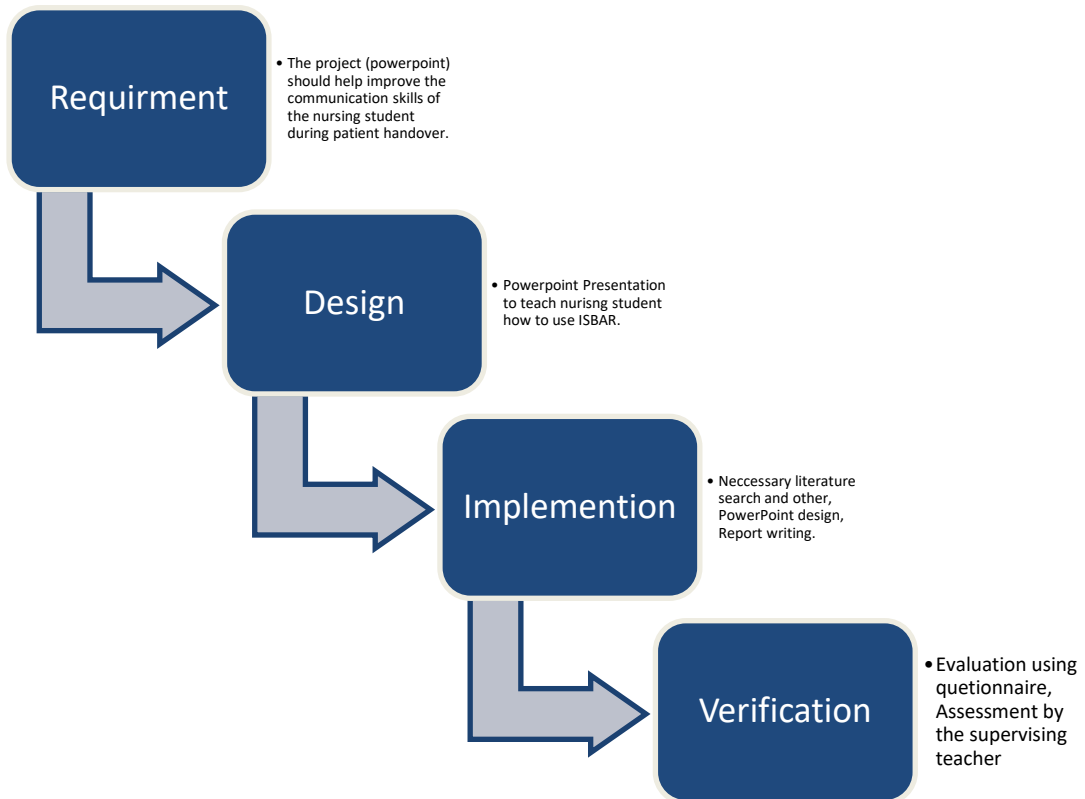 Requirment
• The project (powerpoint)
should help improve the
communication skills of
the nursing student
during patient handover.
Design
• Powerpoint Presentation
to teach nurisng student
how to use ISBAR.
Implemention
• Neccessary literature
search and other,
PowerPoint design,
Report writing.
Verification
• Evaluation using
quetionnaire,
Assessment by
the supervising
teacher